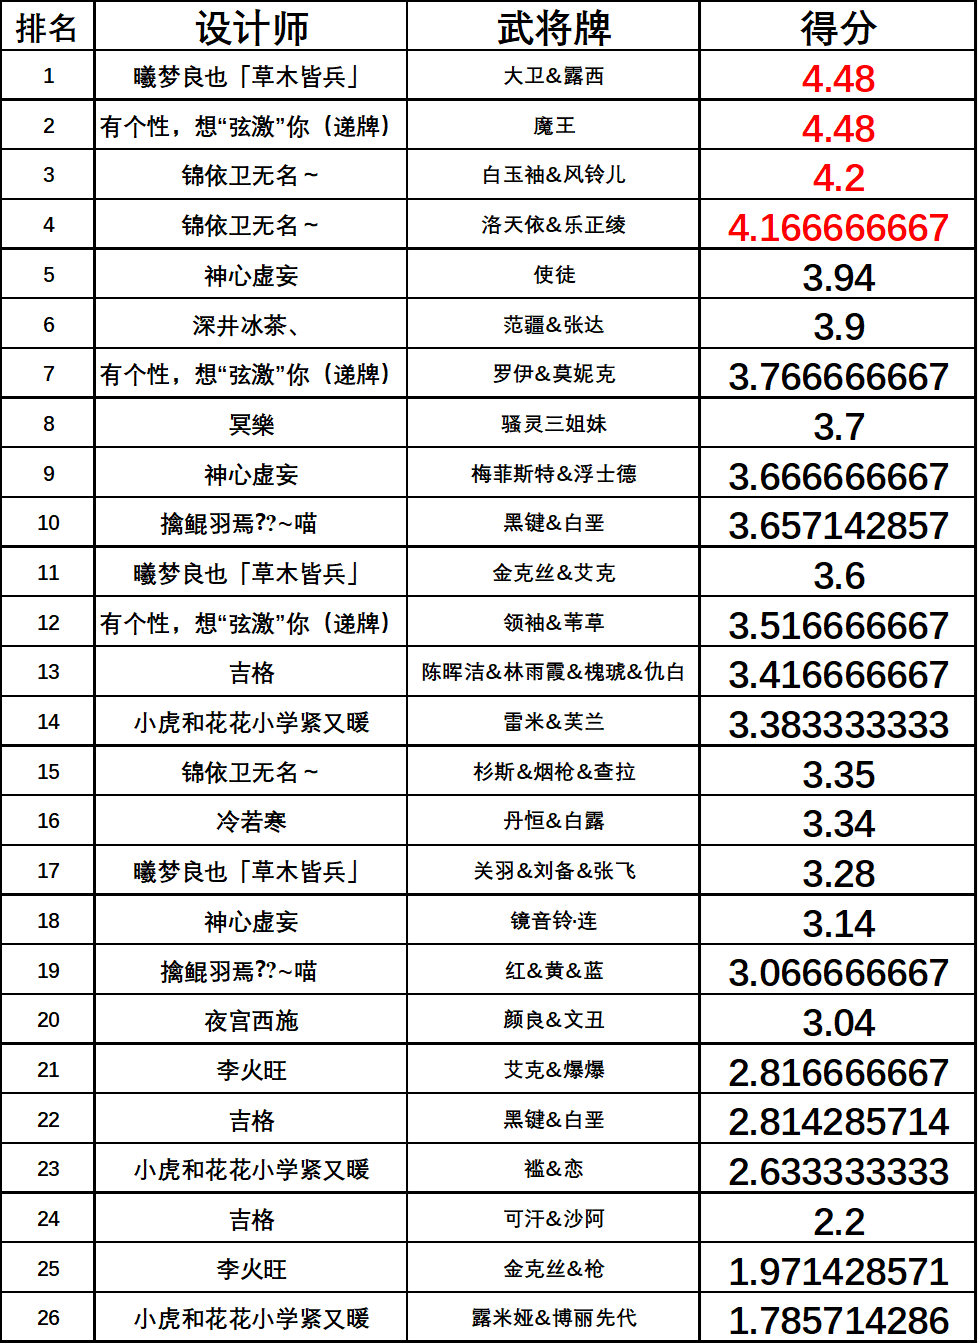 排名 设计师 武将牌 得分
1 曦梦良也「草木皆兵」 大卫&露西 4.48
2 有个性，想“弦激”你（递牌） 魔王 4.48
3 锦依卫无名～ 白玉袖&风铃儿 4.2
4 锦依卫无名～ 洛天依&乐正绫 4.166666667
5 神心虚妄 使徒 3.94
6 深井冰茶、 范疆&张达 3.9
7 有个性，想“弦激”你（递牌） 罗伊&莫妮克 3.766666667
8 冥樂 骚灵三姐妹 3.7
9 神心虚妄 梅菲斯特&浮士德 3.666666667
10 擒鲲羽焉⁇~喵 黑键&白垩 3.657142857
11 曦梦良也「草木皆兵」 金克丝&艾克 3.6
12 有个性，想“弦激”你（递牌） 领袖&苇草 3.516666667
13 吉格 陈晖洁&林雨霞&槐琥&仇白 3.416666667
14 小虎和花花小学紧又暖 雷米&芙兰 3.383333333
15 锦依卫无名～ 杉斯&烟枪&查拉 3.35
16 冷若寒 丹恒&白露 3.34
17 曦梦良也「草木皆兵」 关羽&刘备&张飞 3.28
18 神心虚妄 镜音铃·连 3.14
19 擒鲲羽焉⁇~喵 红&黄&蓝 3.066666667
20 夜宫西施 颜良&文丑 3.04
21 李火旺 艾克&爆爆 2.816666667
22 吉格 黑键&白垩 2.814285714
23 小虎和花花小学紧又暖 褴&恋 2.633333333
24 吉格 可汗&沙阿 2.2
25 李火旺 金克丝&枪 1.971428571
26 小虎和花花小学紧又暖 露米娅&博丽先代 1.785714286